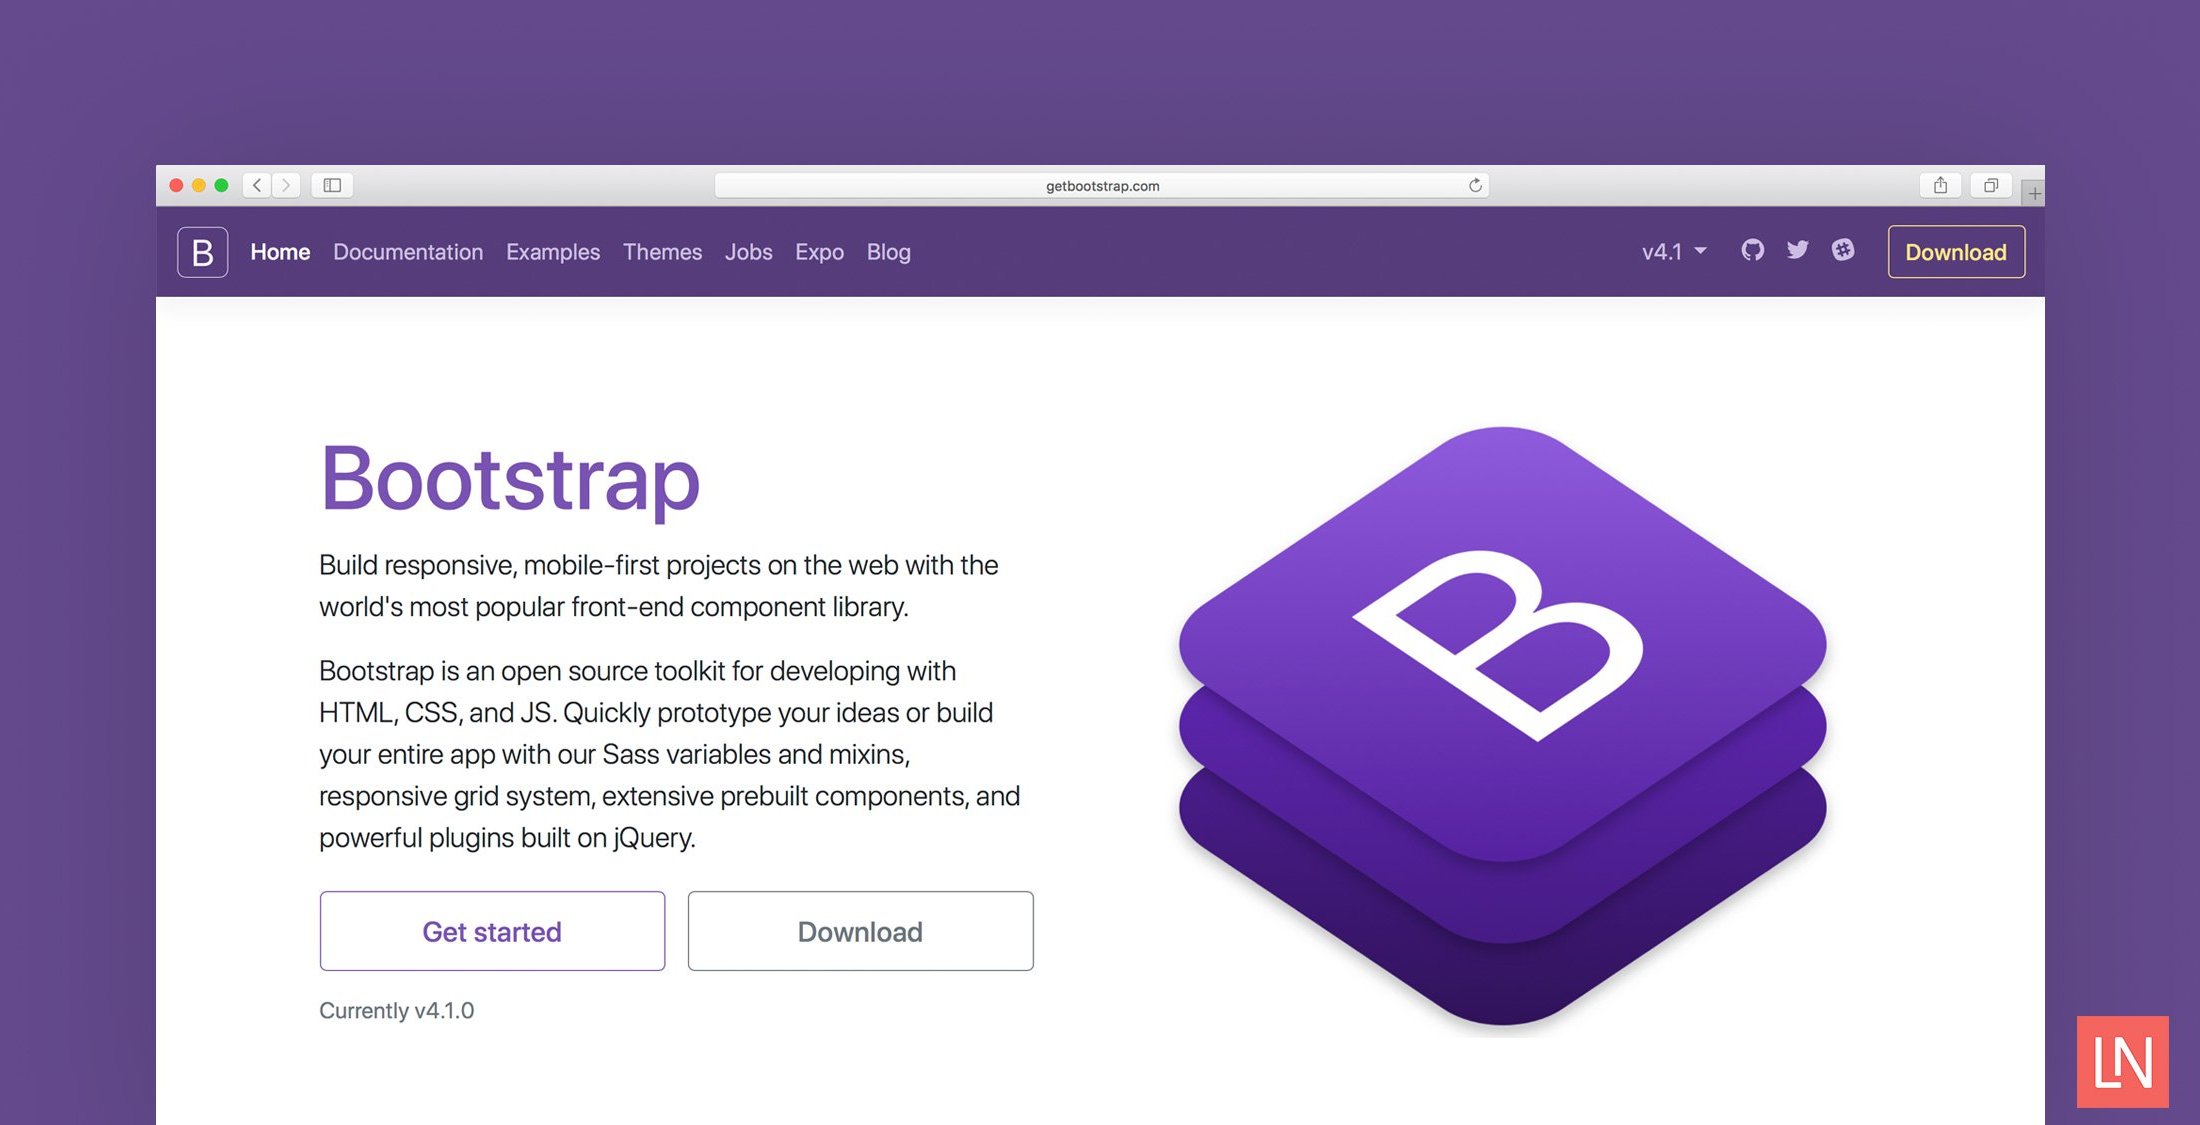 getbootstrap.com
B Home Documentation Examples Themes Jobs Expo Blog v4.1 Download
Bootstrap
Build responsive, mobile-first projects on the web with the
world's most popular front-end component library.
Bootstrap is an open source toolkit for developing with
HTML, CSS, and JS. Quickly prototype your ideas or build
your entire app with our Sass variables and mixins,
responsive grid system, extensive prebuilt components, and
powerful plugins built on jQuery.
Get started Download
Currently v4.1.0
B
LN